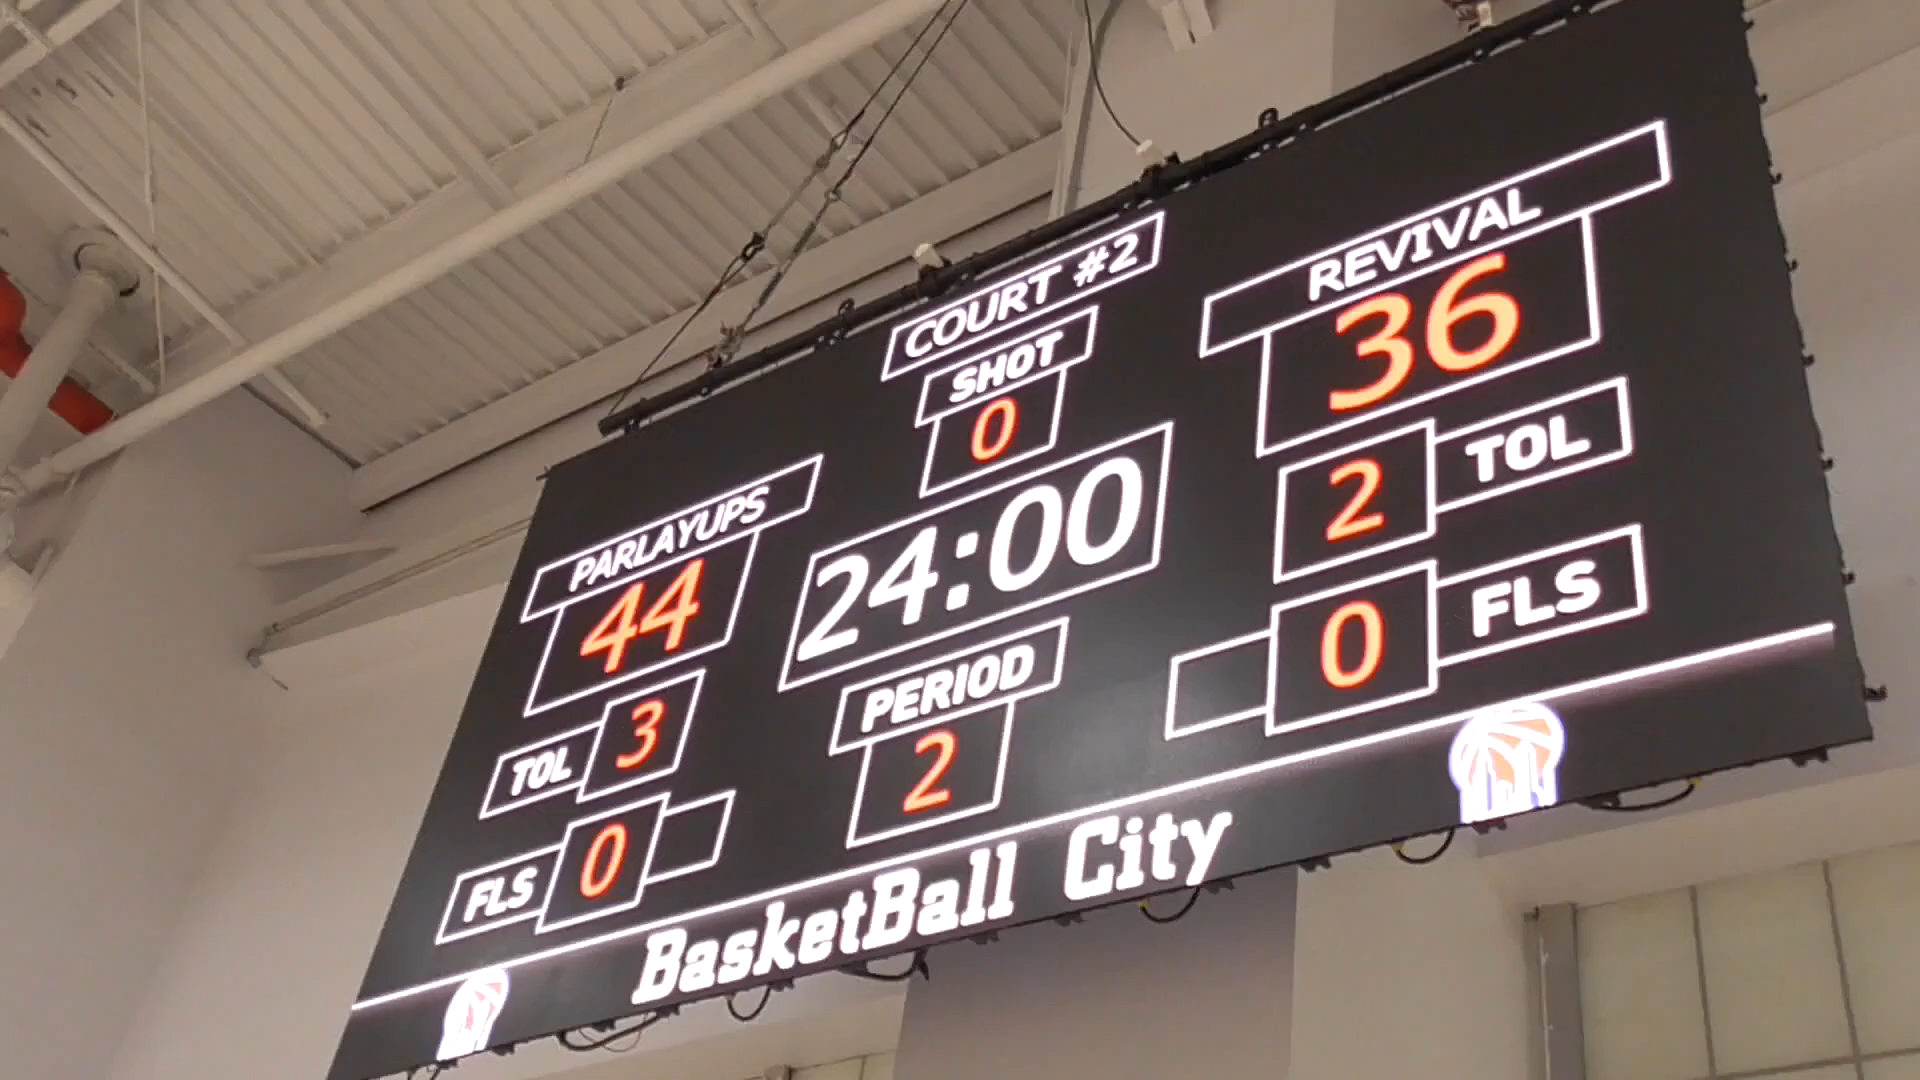 COURT #2
SHOT
0
PARLAYUPS
44
24:00
REVIVAL
36
TOL 3
2 TOL
PERIOD
2
FLS 0
0 FLS
BasketBall City